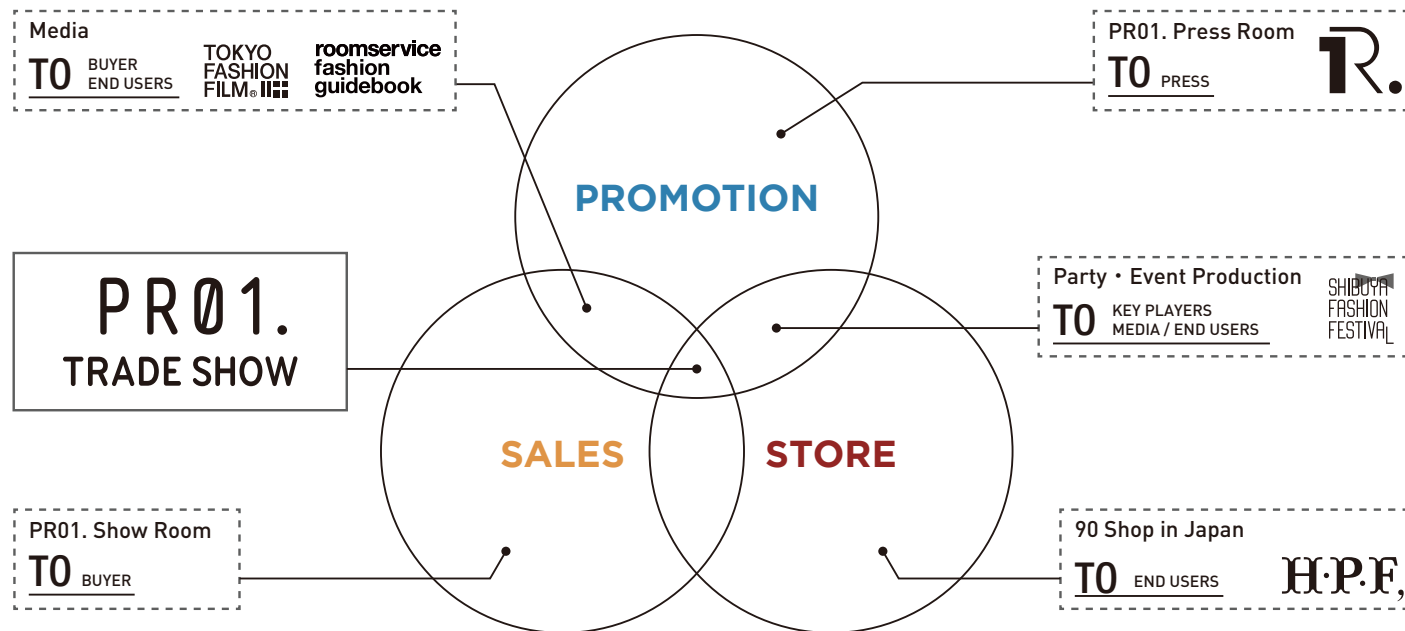 Media
TO BUYER
END USERS
TOKYO
FASHION
FILM®
roomservice
fashion
guidebook
PR01. Press Room
TO PRESS
1R.
PROMOTION
PR01.
TRADE SHOW
Party・Event Production
TO KEY PLAYERS
MEDIA / END USERS
SHIBUYA
FASHION
FESTIVAL
SALES
STORE
PR01. Show Room
TO BUYER
90 Shop in Japan
TO END USERS
H·P·F,